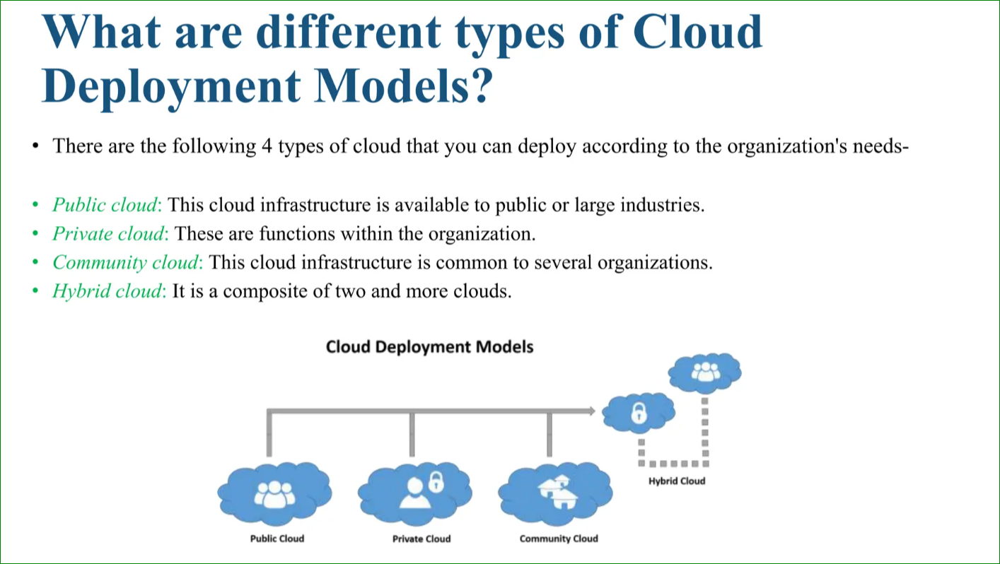 What are different types of Cloud
Deployment Models?
• There are the following 4 types of cloud that you can deploy according to the organization's needs-
• Public cloud: This cloud infrastructure is available to public or large industries.
• Private cloud: These are functions within the organization.
• Community cloud: This cloud infrastructure is common to several organizations.
• Hybrid cloud: It is a composite of two and more clouds.
Cloud Deployment Models
Hybrid Cloud
Public Cloud
Private Cloud
Community Cloud